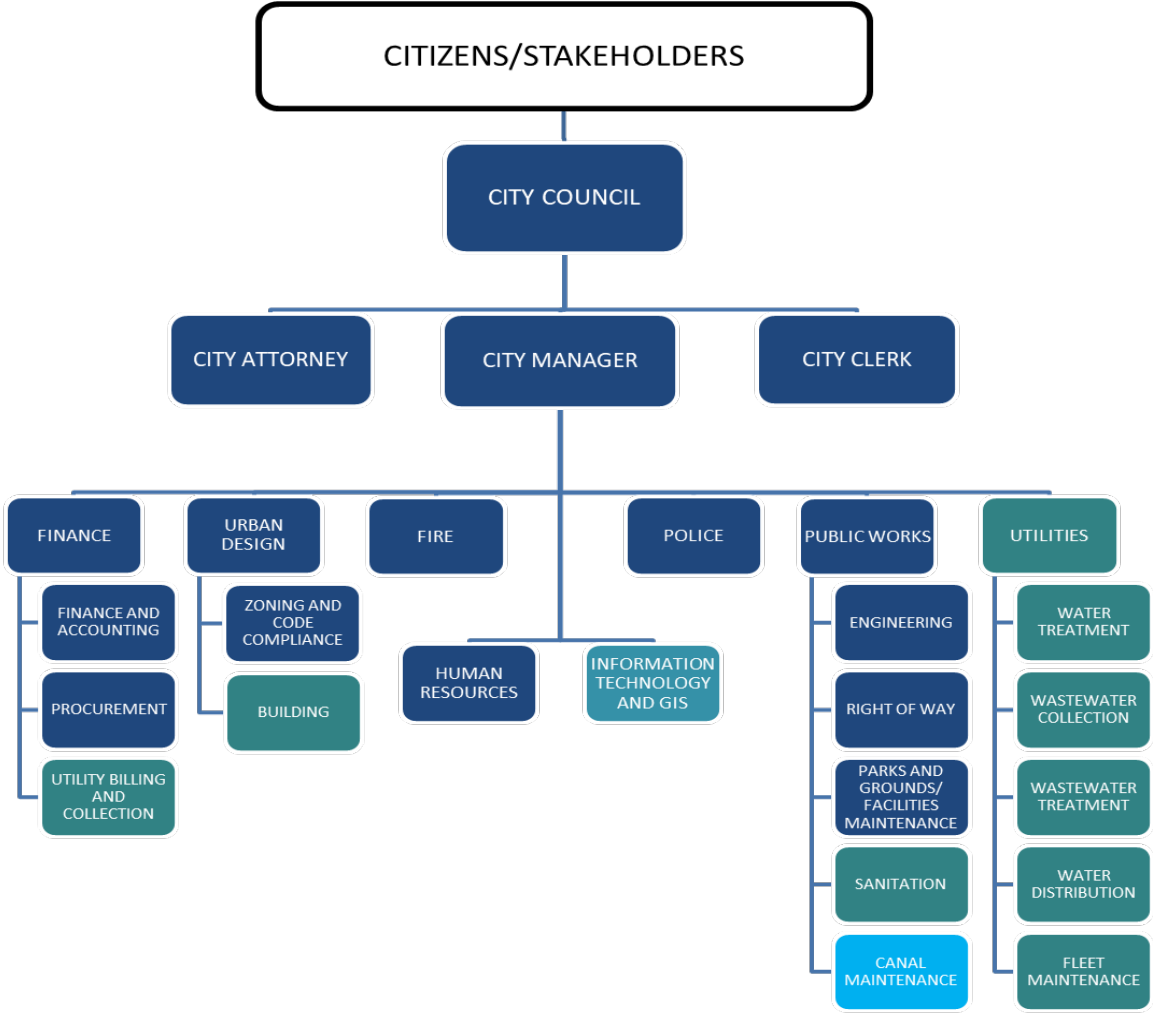 CITIZENS/STAKEHOLDERS
CITY COUNCIL
CITY ATTORNEY
CITY MANAGER
CITY CLERK
FINANCE
URBAN
DESIGN
FIRE
POLICE
PUBLIC WORKS
UTILITIES
FINANCE AND
ACCOUNTING
PROCUREMENT
UTILITY BILLING
AND
COLLECTION
ZONING AND
CODE
COMPLIANCE
BUILDING
HUMAN
RESOURCES
INFORMATION
TECHNOLOGY
AND GIS
ENGINEERING
RIGHT OF WAY
PARKS AND
GROUNDS/
FACILITIES
MAINTENANCE
SANITATION
CANAL
MAINTENANCE
WATER
TREATMENT
WASTEWATER
COLLECTION
WASTEWATER
TREATMENT
WATER
DISTRIBUTION
FLEET
MAINTENANCE